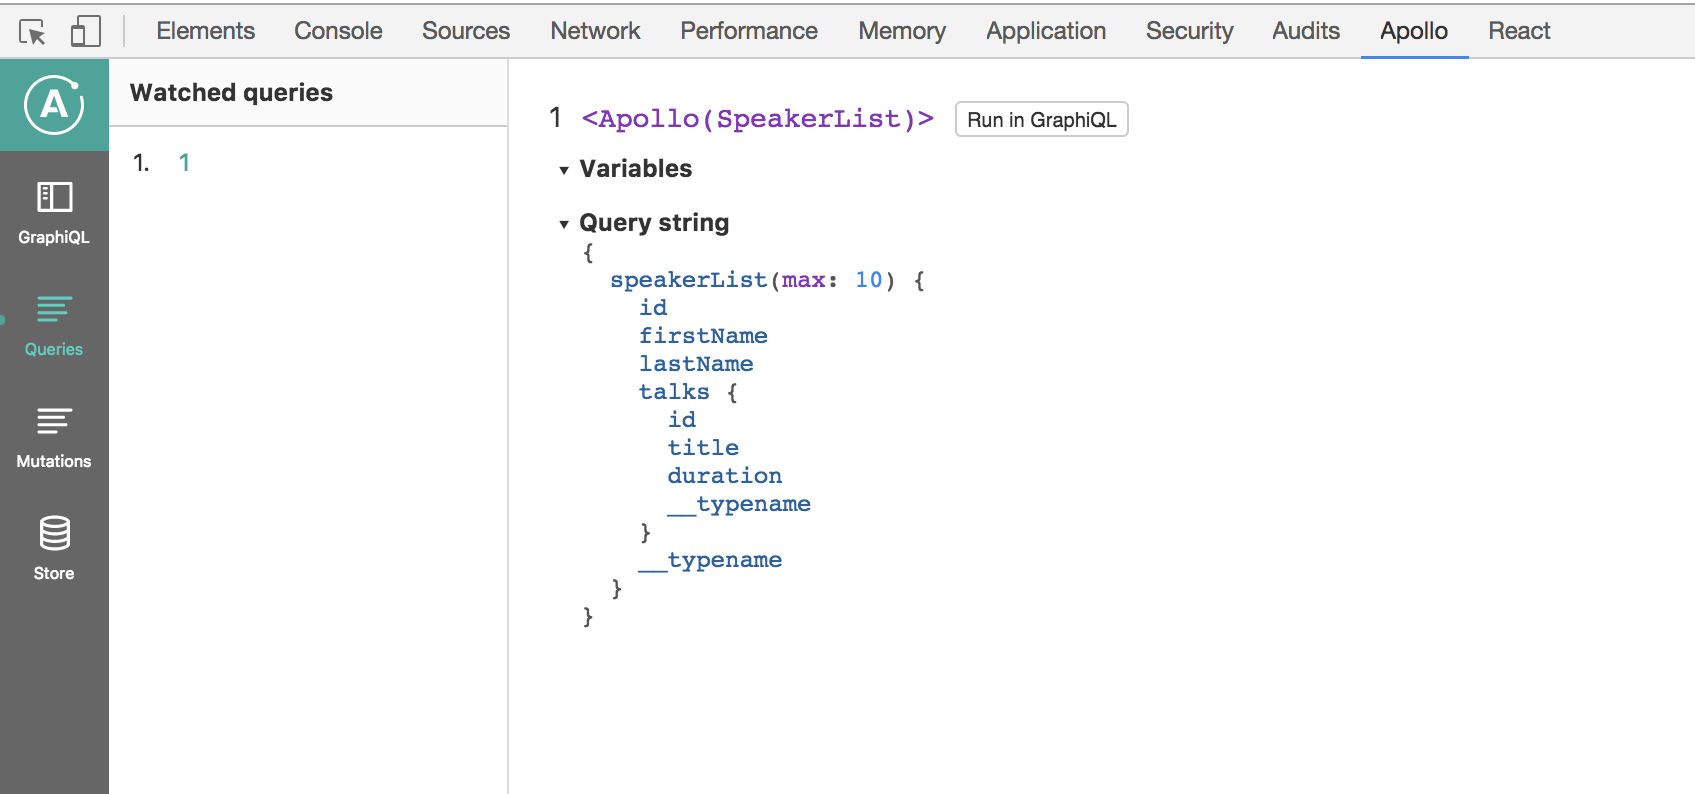 Elements Console Sources Network Performance Memory Application Security Audits Apollo React
A
GraphiQL
Queries
Mutations
Store
Watched queries
1. 1
1 <Apollo(SpeakerList)> Run in GraphiQL
▼ Variables
▼ Query string
{
  speakerList(max: 10) {
    id
    firstName
    lastName
    talks {
      id
      title
      duration
      __typename
    }
    __typename
  }
}